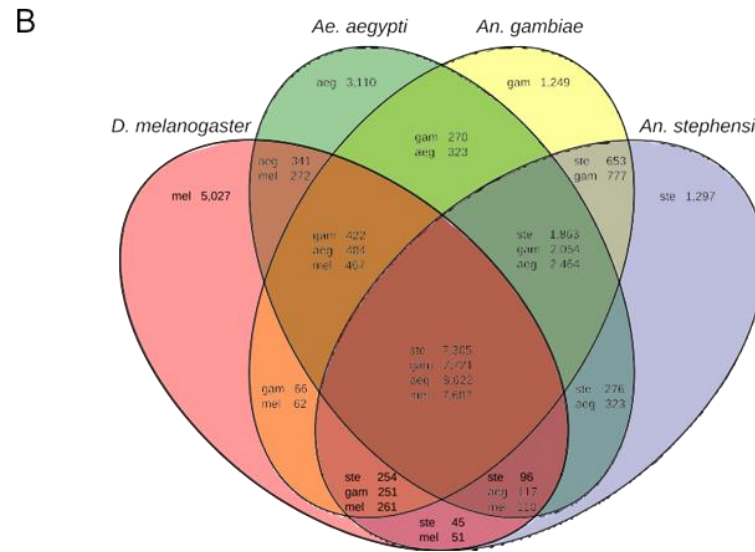 B
Ae. aegypti
An. gambiae
aeg 3,110
gam 1,249
D. melanogaster
An. stephensi
gam 270
aeg 323
aeg 341
mel 272
ste 653
gam 777
mel 5,027
ste 1,297
gam 422
aeg 484
mel 467
ste 1,863
gam 2,054
aeg 2,464
ste 7,305
gam 7,721
aeg 8,022
mel 7,687
gam 66
mel 62
ste 276
aeg 323
ste 254
gam 251
mel 261
ste 96
aeg 117
mel
ste 45
mel 51